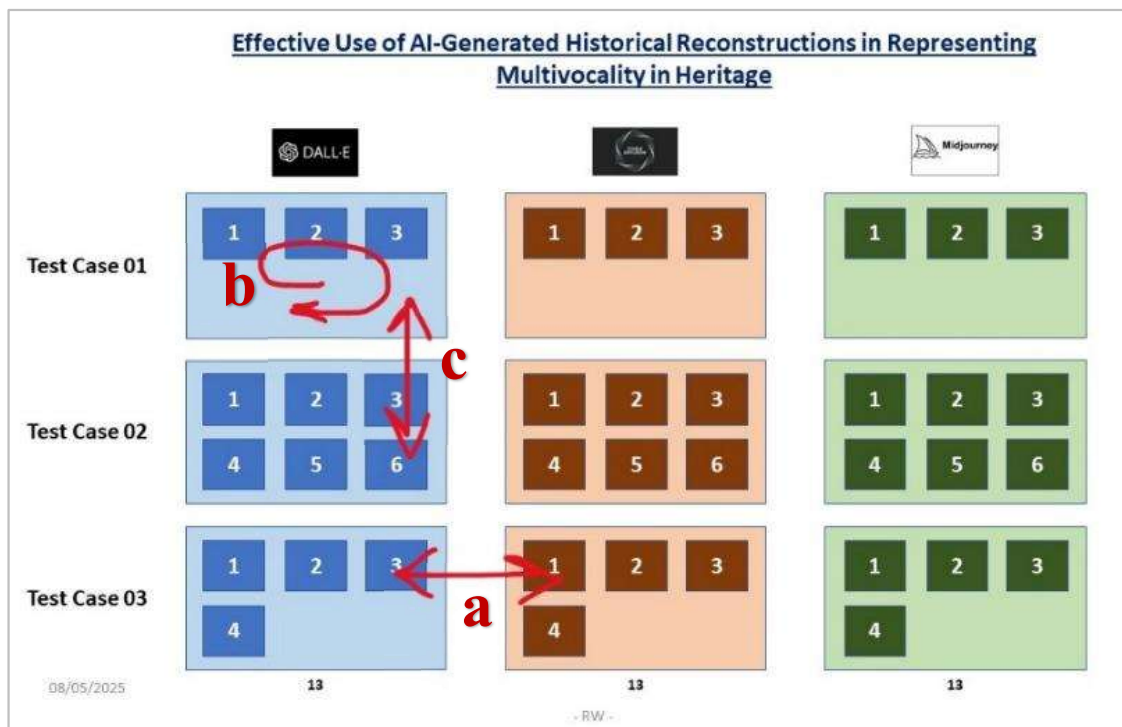 Effective Use of AI-Generated Historical Reconstructions in Representing
Multivocality in Heritage
DALL·E
Midjourney
Test Case 01
1 2 3
1 2 3
1 2 3
b
c
Test Case 02
1 2 3
4 5 6
1 2 3
4 5 6
1 2 3
4 5 6
Test Case 03
1 2 3
4
1 2 3
4
1 2 3
4
a
08/05/2025
13
13
13
- RW -